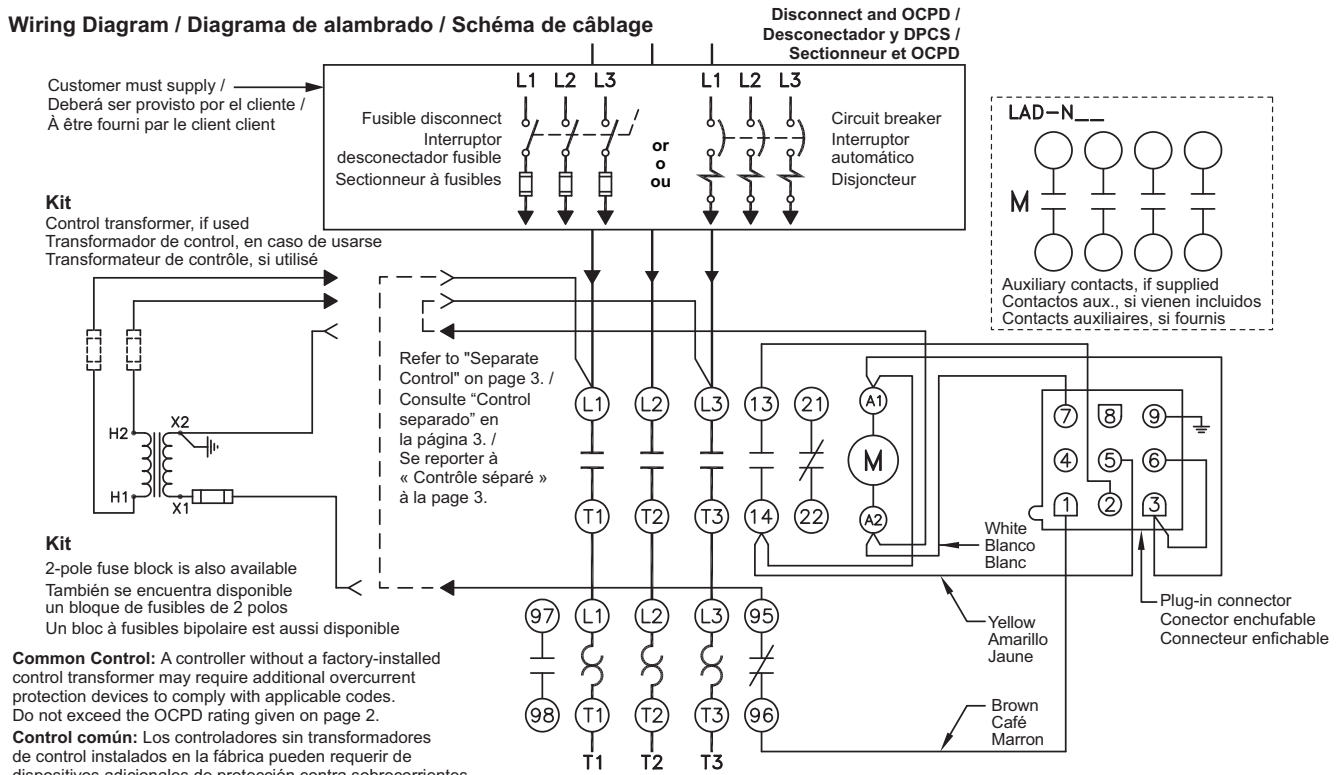 Wiring Diagram / Diagrama de alambrado / Schéma de câblage
Disconnect and OCPD /
Desconectador y DPCS /
Sectionneur et OCPD
Customer must supply /
Deberá ser provisto por el cliente /
À être fourni par le client client
L1 L2 L3
L1 L2 L3
Fusible disconnect
Interruptor
desconectador fusible
Sectionneur à fusibles
or
o
ou
Circuit breaker
Interruptor
automático
Disjoncteur
LAD-N__
M
Auxiliary contacts, if supplied
Contactos aux., si vienen incluidos
Contacts auxiliaires, si fournis
Kit
Control transformer, if used
Transformador de control, en caso de usarse
Transformateur de contrôle, si utilisé
Refer to "Separate
Control" on page 3. /
Consulte “Control
separado” en
la página 3. /
Se reporter à
« Contrôle séparé »
à la page 3.
H2 X2
H1 X1
L1 L2 L3 13 21 A1
M
T1 T2 T3 14 22 A2
7 8 9
4 5 6
1 2 3
White
Blanco
Blanc
Kit
2-pole fuse block is also available
También se encuentra disponible
un bloque de fusibles de 2 polos
Un bloc à fusibles bipolaire est aussi disponible
97 L1 L2 L3 95
98 T1 T2 T3 96
T1 T2 T3
Yellow
Amarillo
Jaune
Plug-in connector
Conector enchufable
Connecteur enfichable
Brown
Café
Marron
Common Control: A controller without a factory-installed
control transformer may require additional overcurrent
protection devices to comply with applicable codes.
Do not exceed the OCPD rating given on page 2.
Control común: Los controladores sin transformadores
de control instalados en la fábrica pueden requerir de
dispositivos adicionales de protección contra sobrecorrientes